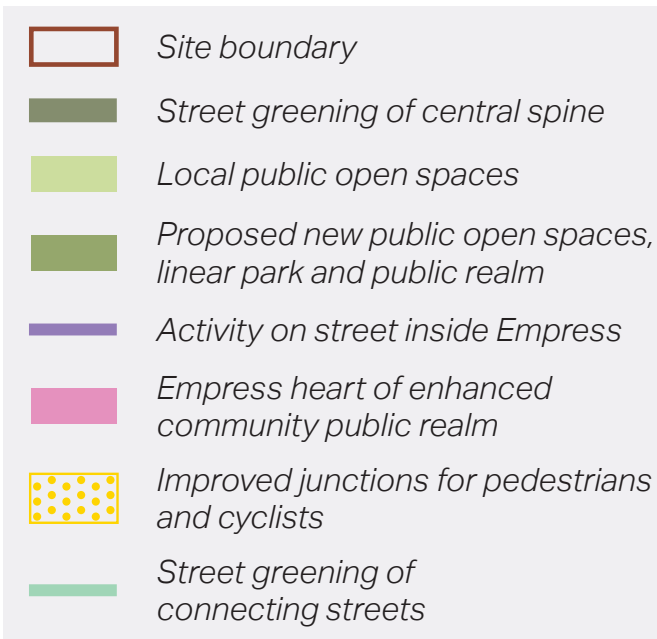 Site boundary
Street greening of central spine
Local public open spaces
Proposed new public open spaces,
linear park and public realm
Activity on street inside Empress
Empress heart of enhanced
community public realm
Improved junctions for pedestrians
and cyclists
Street greening of
connecting streets